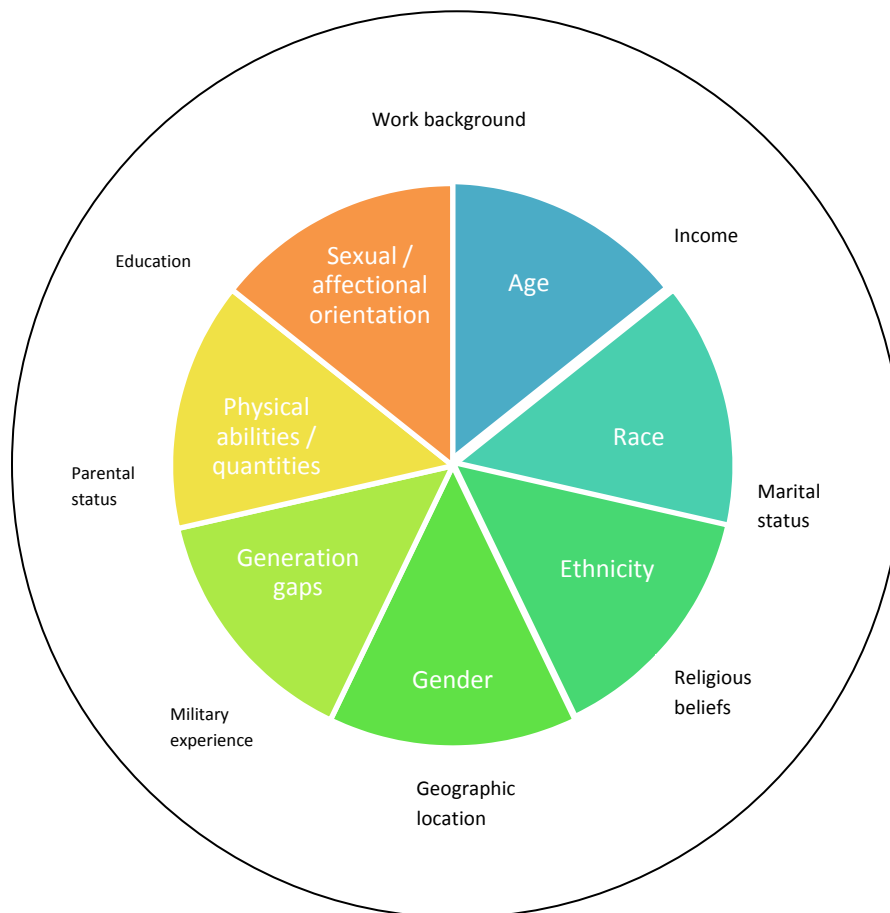 Work background
Income
Education
Sexual /
affectional
orientation
Age
Physical
abilities /
quantities
Race
Parental
status
Marital
status
Generation
gaps
Ethnicity
Gender
Religious
beliefs
Military
experience
Geographic
location